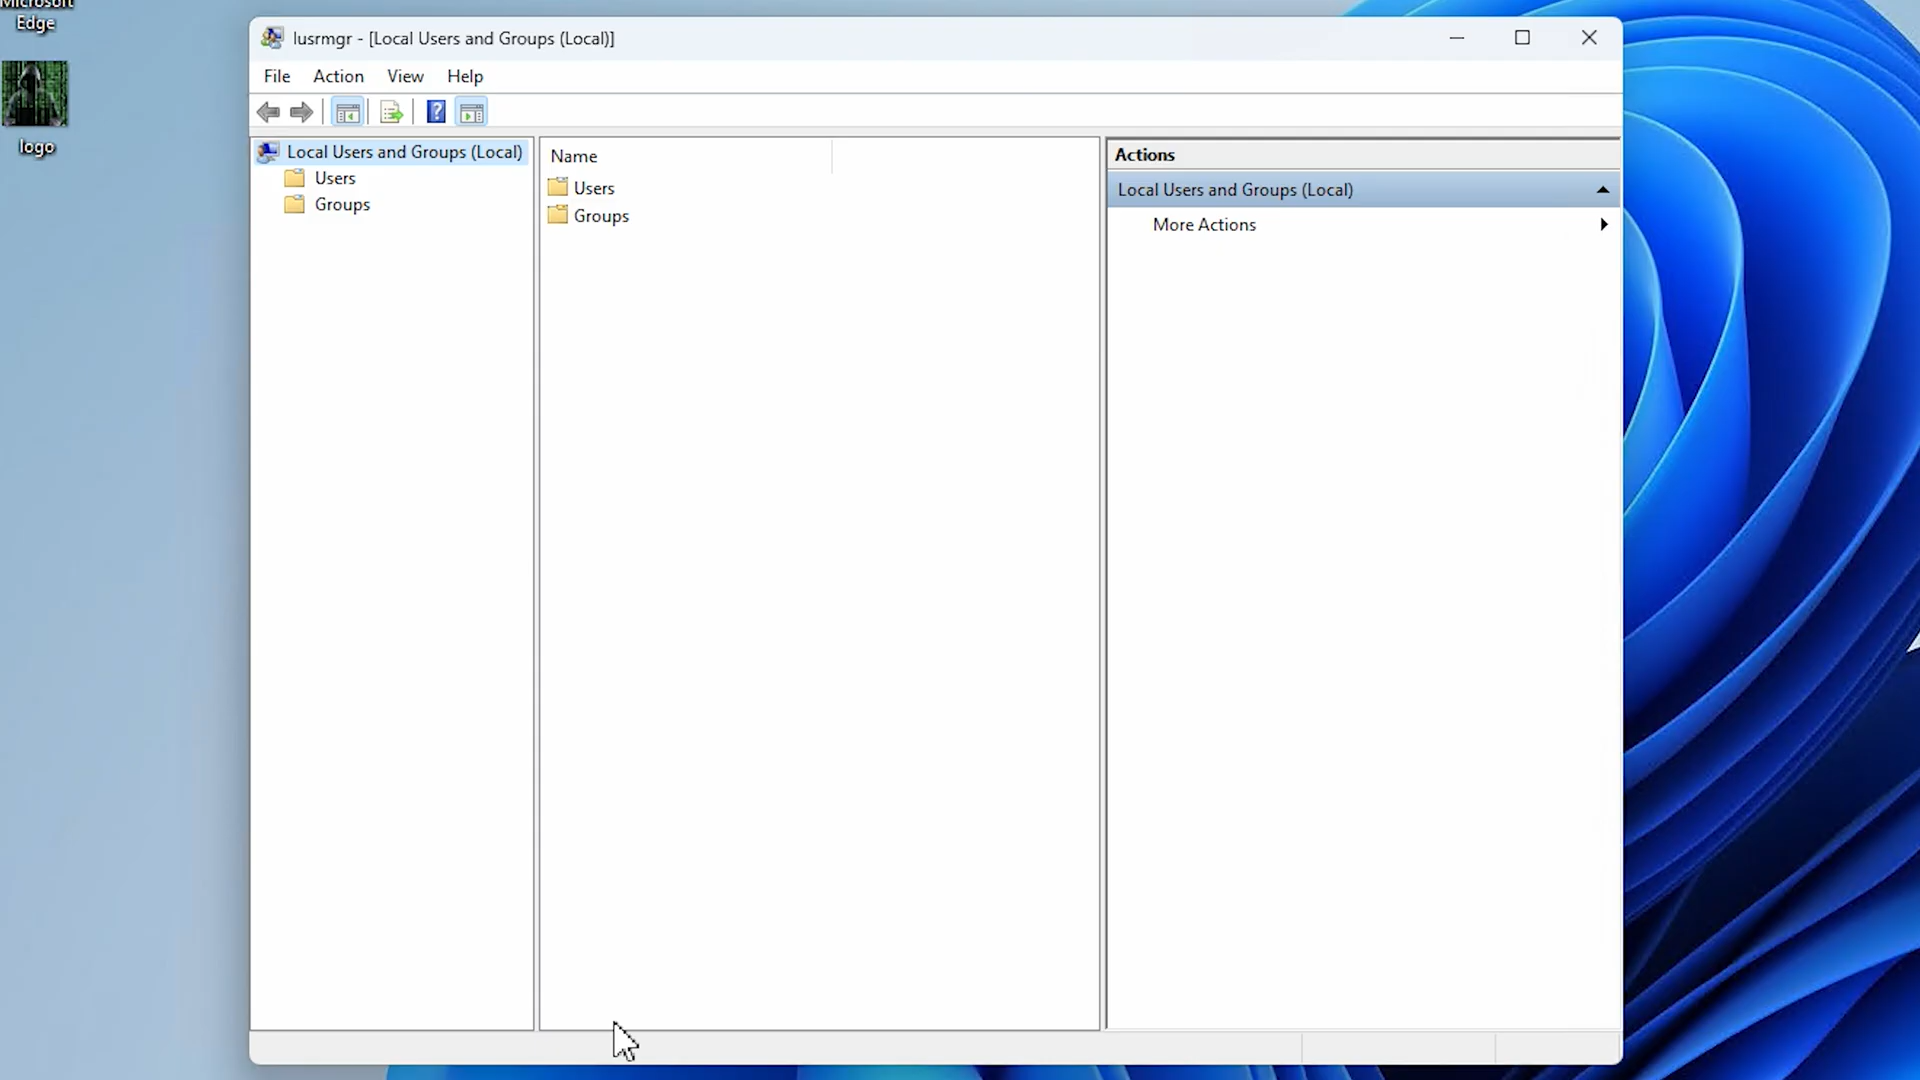 Microsoft
Edge
logo
lusrmgr - [Local Users and Groups (Local)]
File Action View Help
Local Users and Groups (Local)
Users
Groups
Name
Users
Groups
Actions
Local Users and Groups (Local)
More Actions